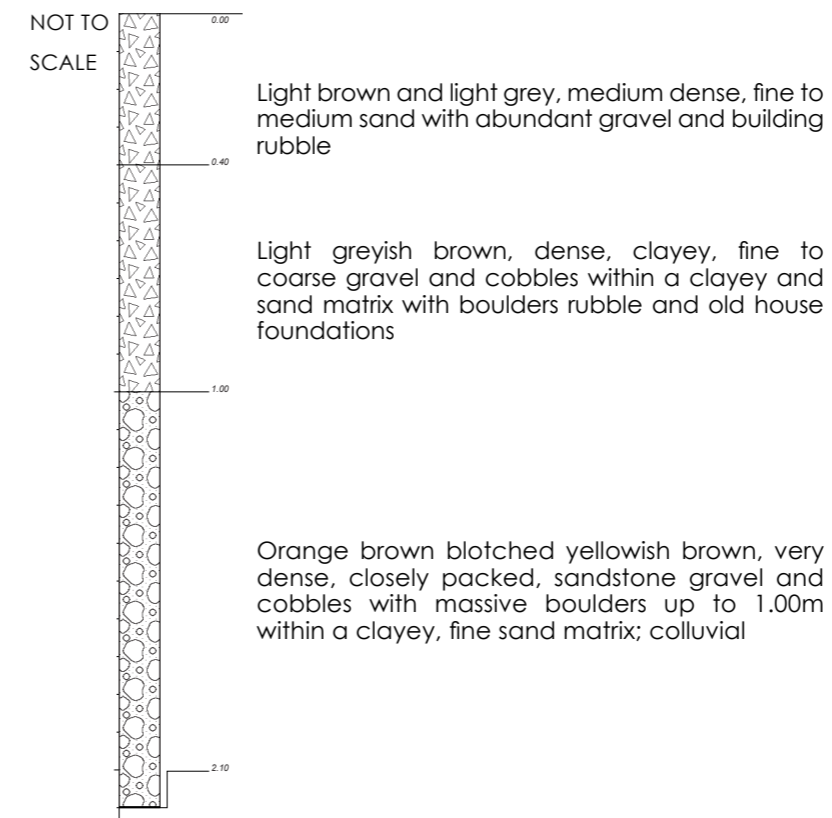 NOT TO
SCALE
0.00
Light brown and light grey, medium dense, fine to
medium sand with abundant gravel and building
rubble
0.40
Light greyish brown, dense, clayey, fine to
coarse gravel and cobbles within a clayey and
sand matrix with boulders rubble and old house
foundations
1.00
Orange brown blotched yellowish brown, very
dense, closely packed, sandstone gravel and
cobbles with massive boulders up to 1.00m
within a clayey, fine sand matrix; colluvial
2.10